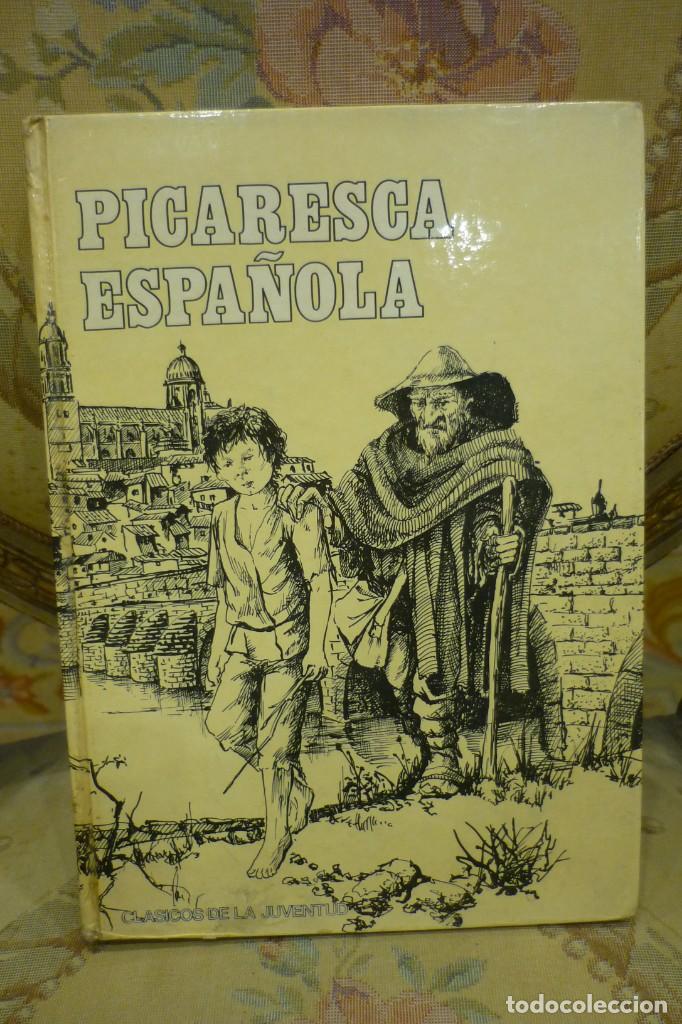 PICARESCA
ESPAÑOLA
CLASICOS DE LA JUVENTUD
todocoleccion